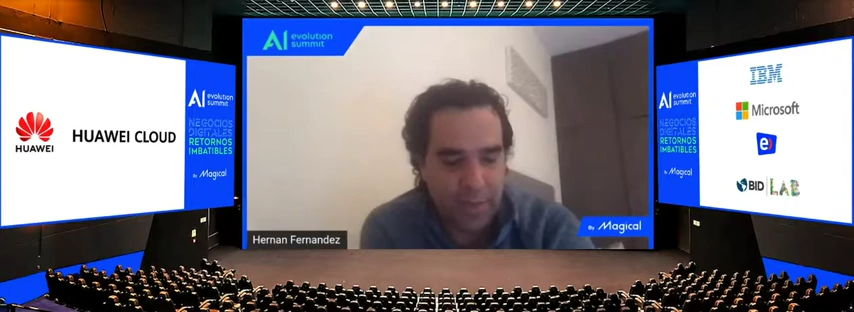 HUAWEI
HUAWEI CLOUD
AI evolution
summit
NEGOCIOS
DIGITALES
RETORNOS
IMBATIBLES
By Magical
AI evolution
summit
Hernan Fernandez
By Magical
AI evolution
summit
NEGOCIOS
DIGITALES
RETORNOS
IMBATIBLES
By Magical
IBM
Microsoft
e)
BID LAB